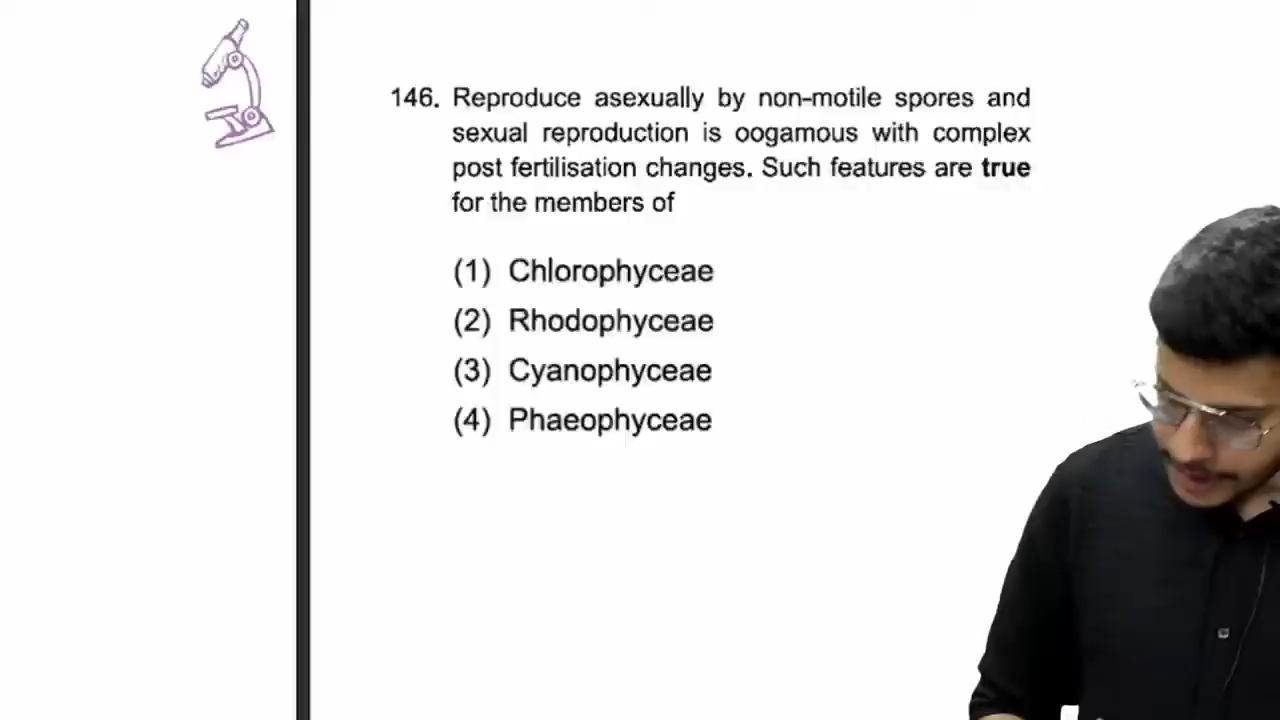 146. Reproduce asexually by non-motile spores and
sexual reproduction is oogamous with complex
post fertilisation changes. Such features are true
for the members of
(1) Chlorophyceae
(2) Rhodophyceae
(3) Cyanophyceae
(4) Phaeophyceae